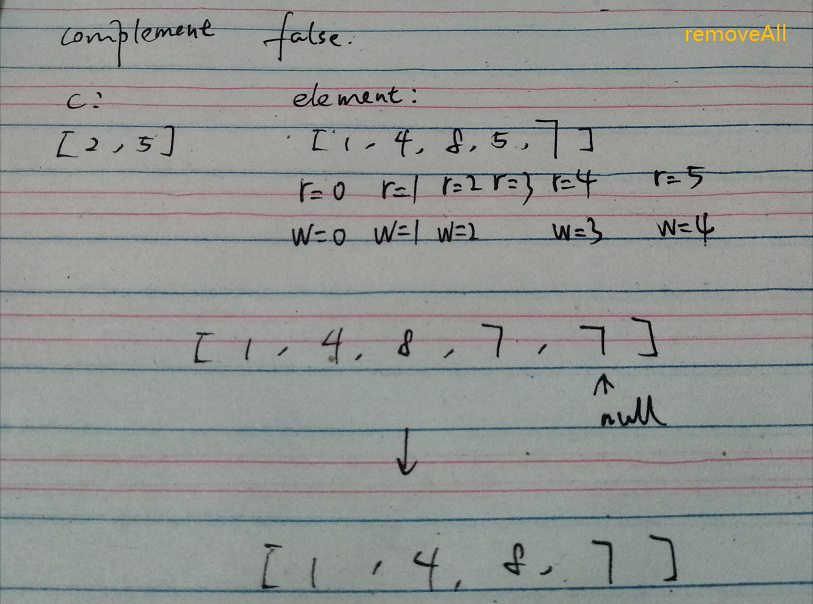 complement false.
removeAll
c: element:
[2, 5] [1, 4, 8, 5, 7]
r=0 r=1 r=2 r=3 r=4 r=5
w=0 w=1 w=2 w=3 w=4
[1, 4, 8, 7, 7]
↑
null
↓
[1, 4, 8, 7]